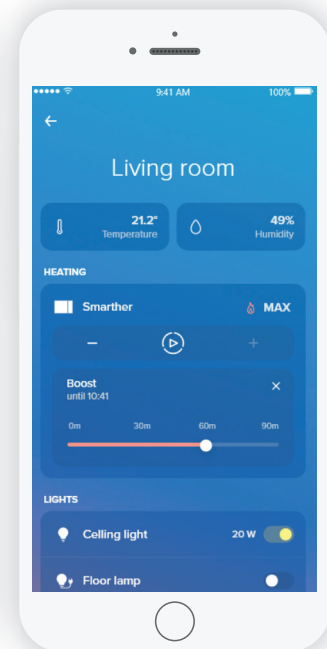 9:41 AM
100%
Living room
21.2°
Temperature
49%
Humidity
HEATING
Smarther
MAX
Boost
until 10:41
0m 30m 60m 90m
LIGHTS
Celling light
20 W
Floor lamp